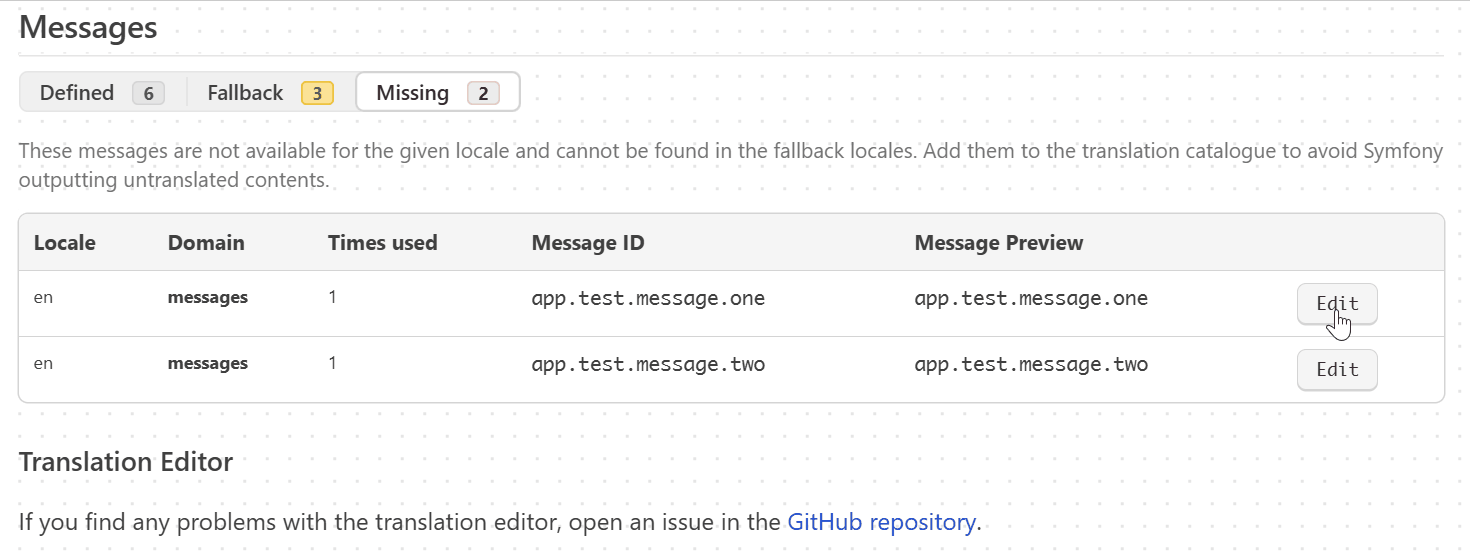 Messages
Defined 6 Fallback 3 Missing 2
These messages are not available for the given locale and cannot be found in the fallback locales. Add them to the translation catalogue to avoid Symfony
outputting untranslated contents.
Locale Domain Times used Message ID Message Preview
en messages 1 app.test.message.one app.test.message.one Edit
en messages 1 app.test.message.two app.test.message.two Edit
Translation Editor
If you find any problems with the translation editor, open an issue in the GitHub repository.